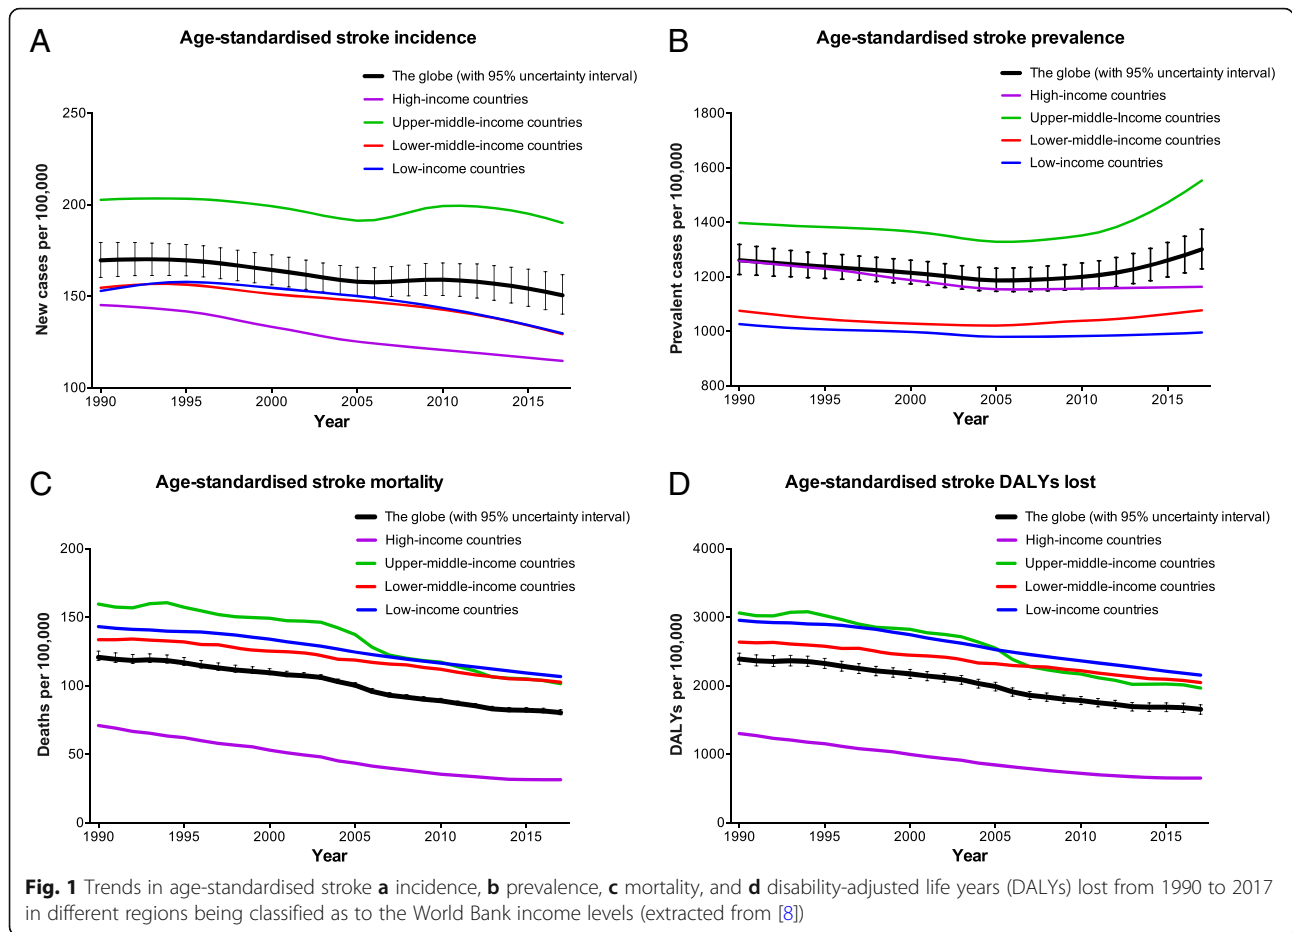 A
Age-standardised stroke incidence
The globe (with 95% uncertainty interval)
High-income countries
Upper-middle-income countries
Lower-middle-income countries
Low-income countries
New cases per 100,000
250
200
150
100
1990
1995
2000
2005
2010
2015
Year
B
Age-standardised stroke prevalence
The globe (with 95% uncertainty interval)
High-income countries
Upper-middle-Income countries
Lower-middle-income countries
Low-income countries
Prevalent cases per 100,000
1800
1600
1400
1200
1000
800
1990
1995
2000
2005
2010
2015
Year
C
Age-standardised stroke mortality
The globe (with 95% uncertainty interval)
High-income countries
Upper-middle-income countries
Lower-middle-income countries
Low-income countries
Deaths per 100,000
200
150
100
50
0
1990
1995
2000
2005
2010
2015
Year
D
Age-standardised stroke DALYs lost
The globe (with 95% uncertainty interval)
High-income countries
Upper-middle-income countries
Lower-middle-income countries
Low-income countries
DALYs per 100,000
4000
3000
2000
1000
0
1990
1995
2000
2005
2010
2015
Year
Fig. 1 Trends in age-standardised stroke a incidence, b prevalence, c mortality, and d disability-adjusted life years (DALYs) lost from 1990 to 2017
in different regions being classified as to the World Bank income levels (extracted from [8])